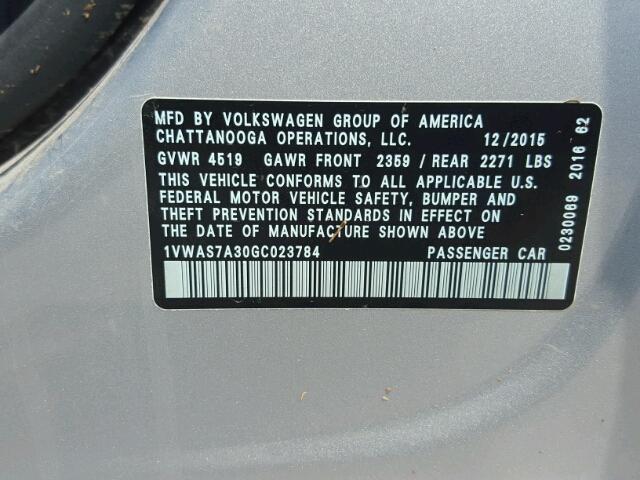 MFD BY VOLKSWAGEN GROUP OF AMERICA
CHATTANOOGA OPERATIONS, LLC. 12/2015
GVWR 4519 GAWR FRONT 2359 / REAR 2271 LBS
THIS VEHICLE CONFORMS TO ALL APPLICABLE U.S.
FEDERAL MOTOR VEHICLE SAFETY, BUMPER AND
THEFT PREVENTION STANDARDS IN EFFECT ON
THE DATE OF MANUFACTURE SHOWN ABOVE
1VWAS7A30GC023784 PASSENGER CAR
0230069 2016 62